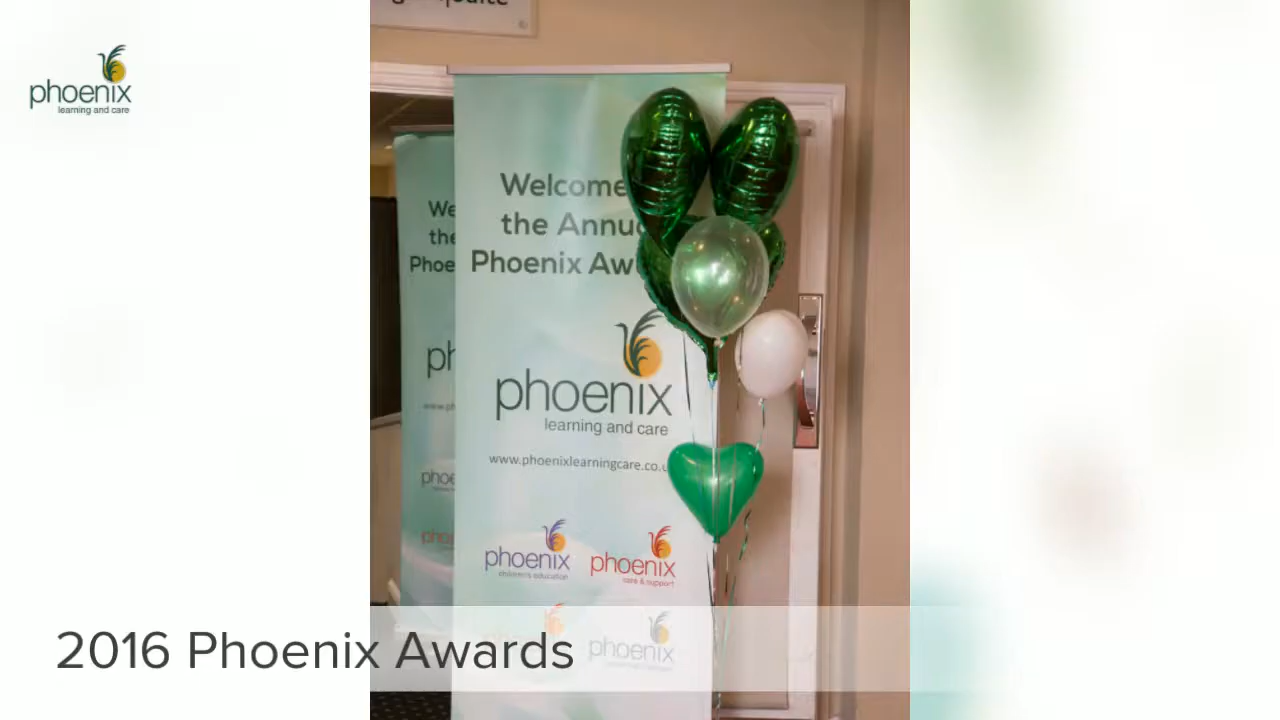 phoenix
learning and care
We
the
Phoe
Welcome
the Annu
Phoenix Aw
phoenix
learning and care
www.phoenixlearningcare.co.u
phoenix
children's education
phoenix
care & support
phoenix
2016 Phoenix Awards